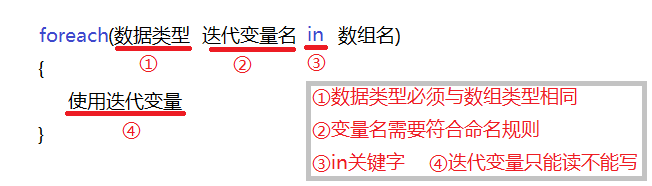 foreach(数据类型 迭代变量名 in 数组名)
① ② ③
{
使用迭代变量
④
}
①数据类型必须与数组类型相同
②变量名需要符合命名规则
③in关键字 ④迭代变量只能读不能写